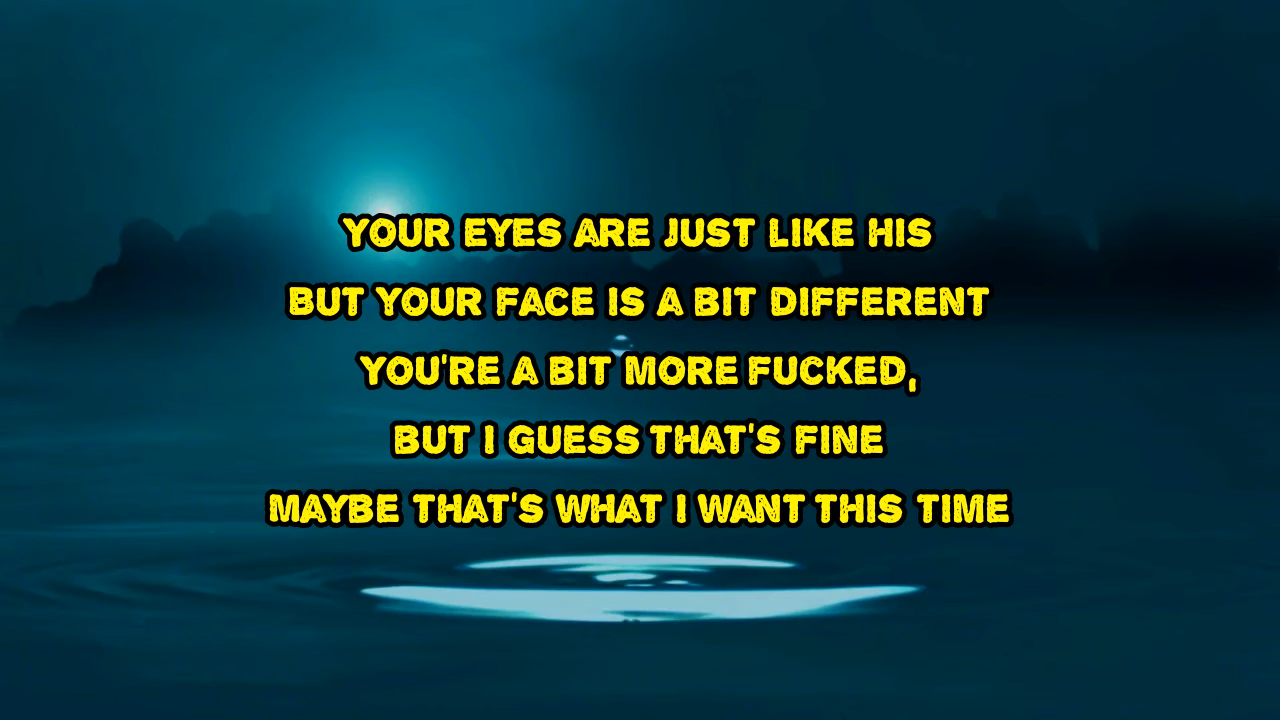 YOUR EYES ARE JUST LIKE HIS
BUT YOUR FACE IS A BIT DIFFERENT
YOU'RE A BIT MORE FUCKED,
BUT I GUESS THAT'S FINE
MAYBE THAT'S WHAT I WANT THIS TIME